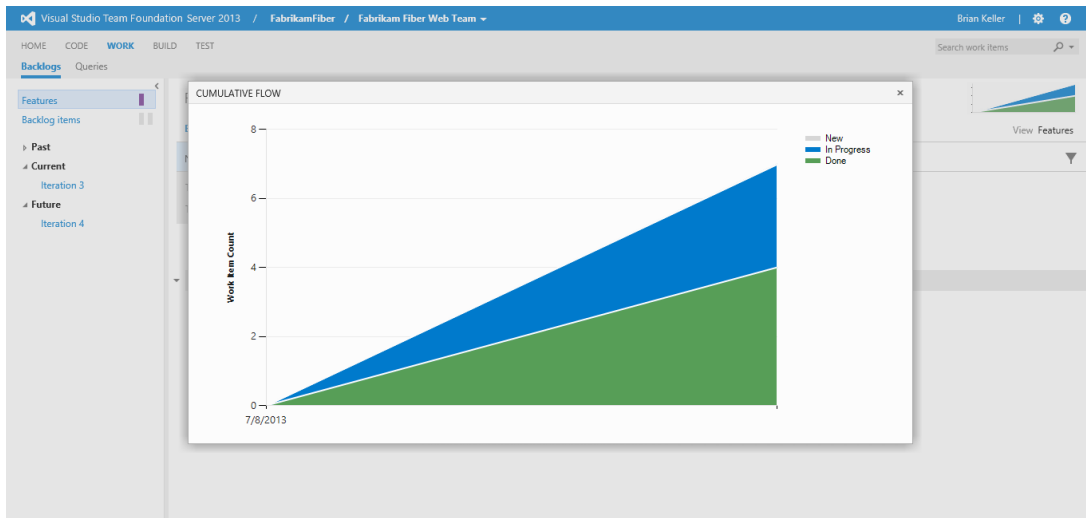 Visual Studio Team Foundation Server 2013 / FabrikamFiber / Fabrikam Fiber Web Team
Brian Keller | ?
HOME CODE WORK BUILD TEST
Search work items
Backlogs Queries
Features
Backlog items
Past
Current
Iteration 3
Future
Iteration 4
CUMULATIVE FLOW ×
View Features
8
6
4
2
0
Work Item Count
7/8/2013
New
In Progress
Done